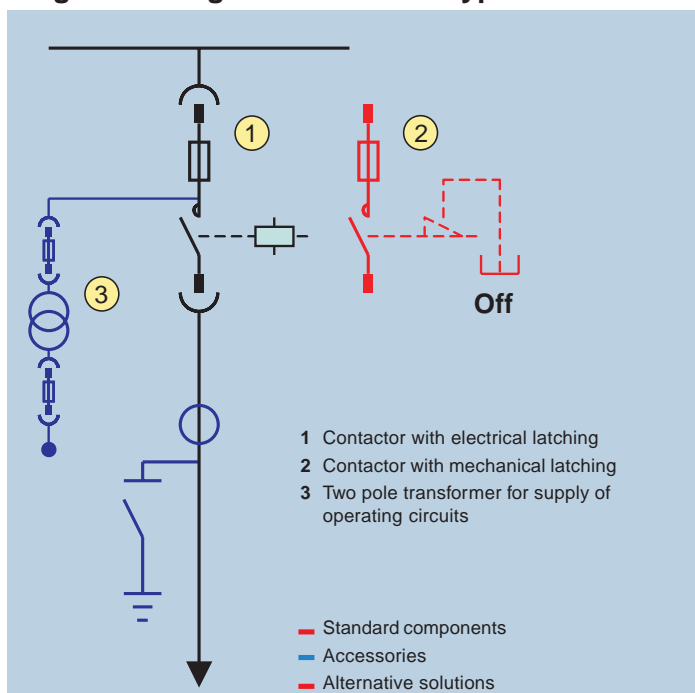 1
2
3
Off
1 Contactor with electrical latching
2 Contactor with mechanical latching
3 Two pole transformer for supply of
operating circuits
Standard components
Accessories
Alternative solutions